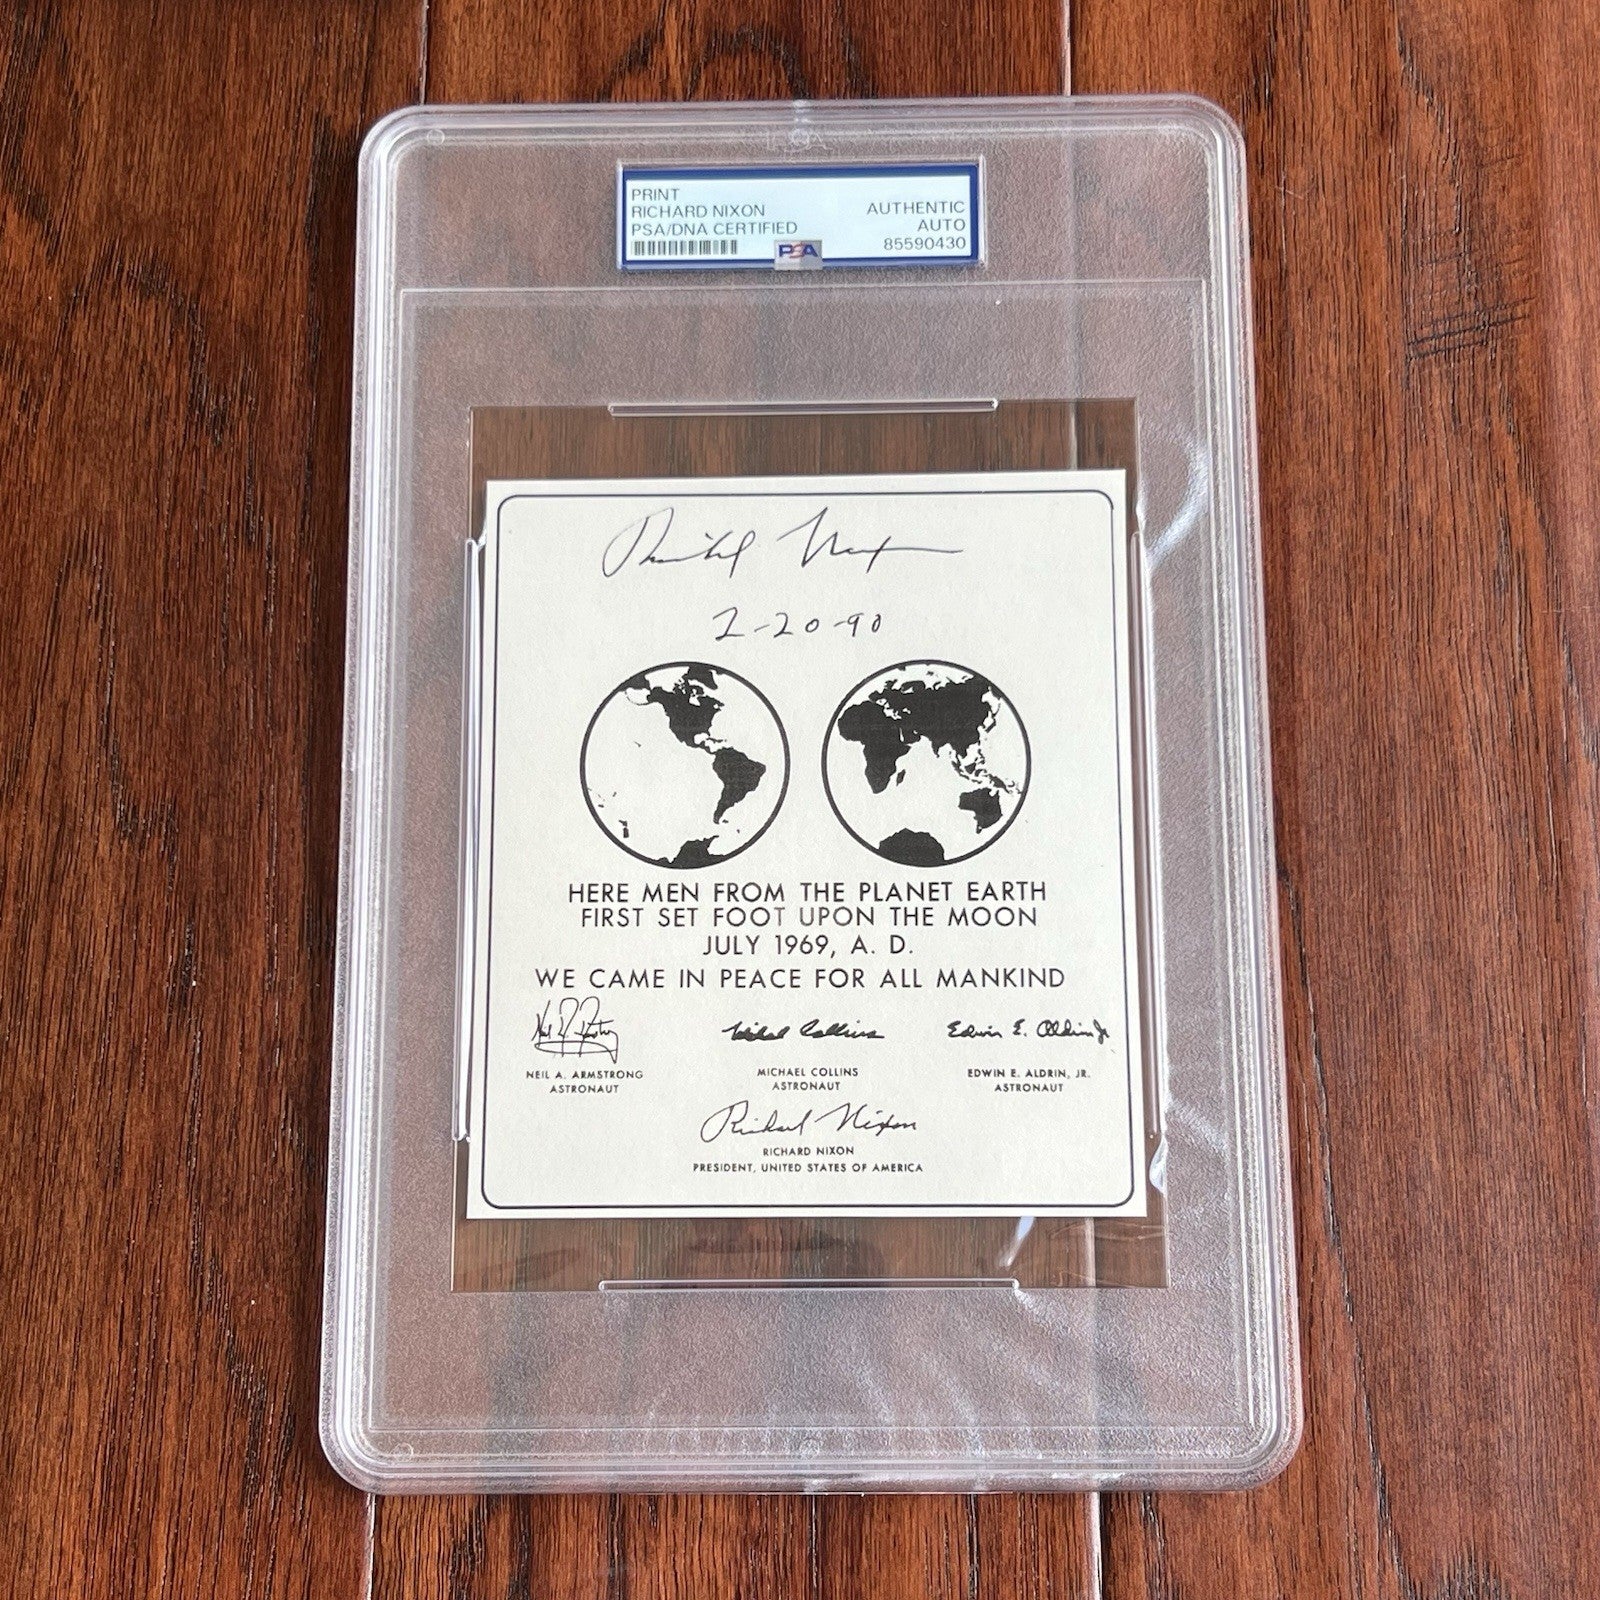 PRINT
RICHARD NIXON
PSA/DNA CERTIFIED
AUTHENTIC
AUTO
85590430
PSA
Richard Nixon
2-20-90
HERE MEN FROM THE PLANET EARTH
FIRST SET FOOT UPON THE MOON
JULY 1969, A. D.
WE CAME IN PEACE FOR ALL MANKIND
Neil A. Armstrong
Michael Collins
Edwin E. Aldrin Jr
NEIL A. ARMSTRONG
ASTRONAUT
MICHAEL COLLINS
ASTRONAUT
EDWIN E. ALDRIN, JR.
ASTRONAUT
Richard Nixon
RICHARD NIXON
PRESIDENT, UNITED STATES OF AMERICA